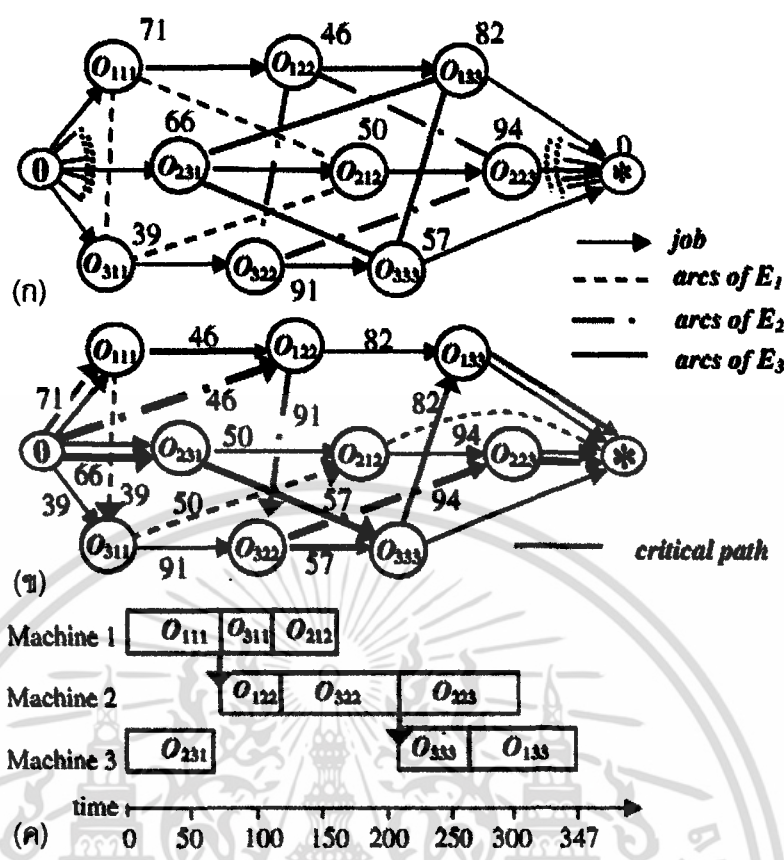 71 46 82
O111 O122 O133
66 50 94 0
0 O231 O212 O223 *
39 57
O311 O322 O333
91
job
arcs of E1
arcs of E2
arcs of E3
(ก)
O111 46 O122 82 O133
71 46 91 82
0 O231 50 O212 94 O223 *
66 57 94
39 39 50
O311 91 O322 57 O333
critical path
(ข)
Machine 1 O111 O311 O212
Machine 2 O122 O322 O223
Machine 3 O231 O333 O133
time
(ค) 0 50 100 150 200 250 300 347